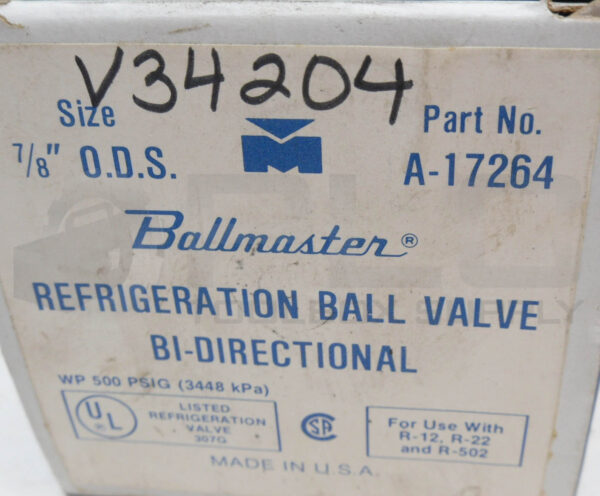 V34204
Size
7/8" O.D.S.
Part No.
A-17264
Ballmaster®
REFRIGERATION BALL VALVE
BI-DIRECTIONAL
WP 500 PSIG (3448 kPa)
UL
LISTED
REFRIGERATION
VALVE
307G
SA
For Use With
R-12, R-22
and R-502
MADE IN U.S.A.